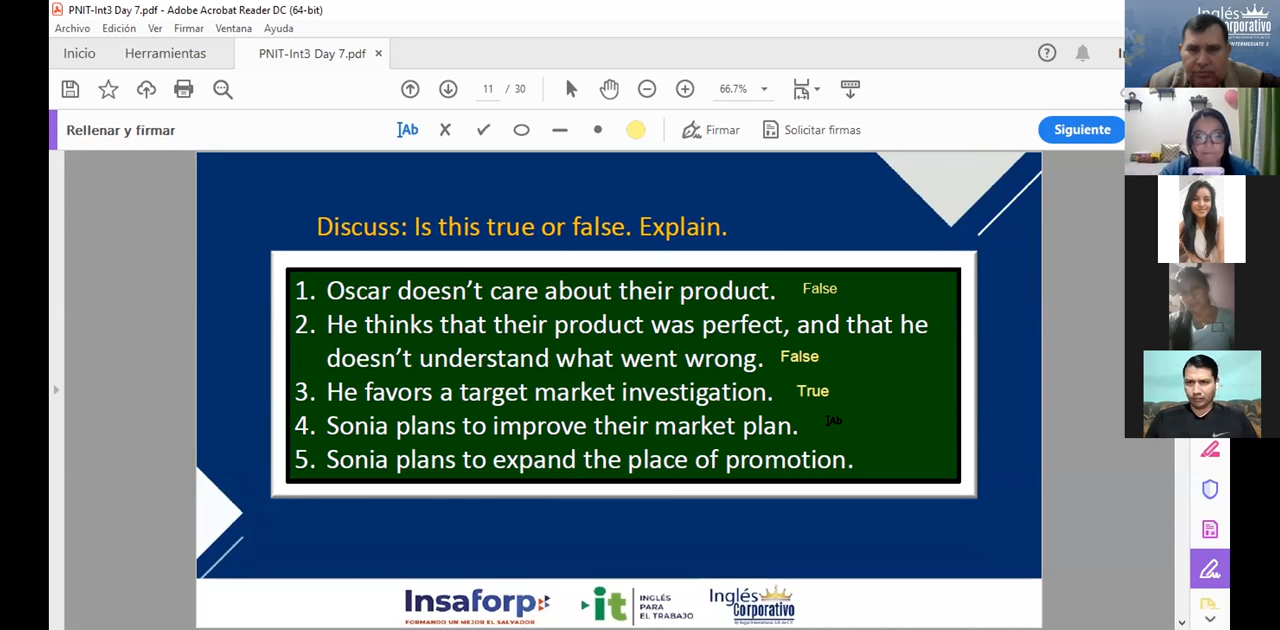 PNIT-Int3 Day 7.pdf - Adobe Acrobat Reader DC (64-bit)
Archivo Edición Ver Firmar Ventana Ayuda
Inicio Herramientas PNIT-Int3 Day 7.pdf ×
11 / 30 66.7%
Rellenar y firmar
Ab
Firmar
Solicitar firmas
Siguiente
Inglés
Corporativo
INTERMEDIATE 3
Discuss: Is this true or false. Explain.
1. Oscar doesn't care about their product. False
2. He thinks that their product was perfect, and that he
doesn't understand what went wrong. False
3. He favors a target market investigation. True
4. Sonia plans to improve their market plan. Ab
5. Sonia plans to expand the place of promotion.
Insaforp
FORMANDO UN MEJOR EL SALVADOR
it INGLÉS
PARA
EL TRABAJO
Inglés
Corporativo